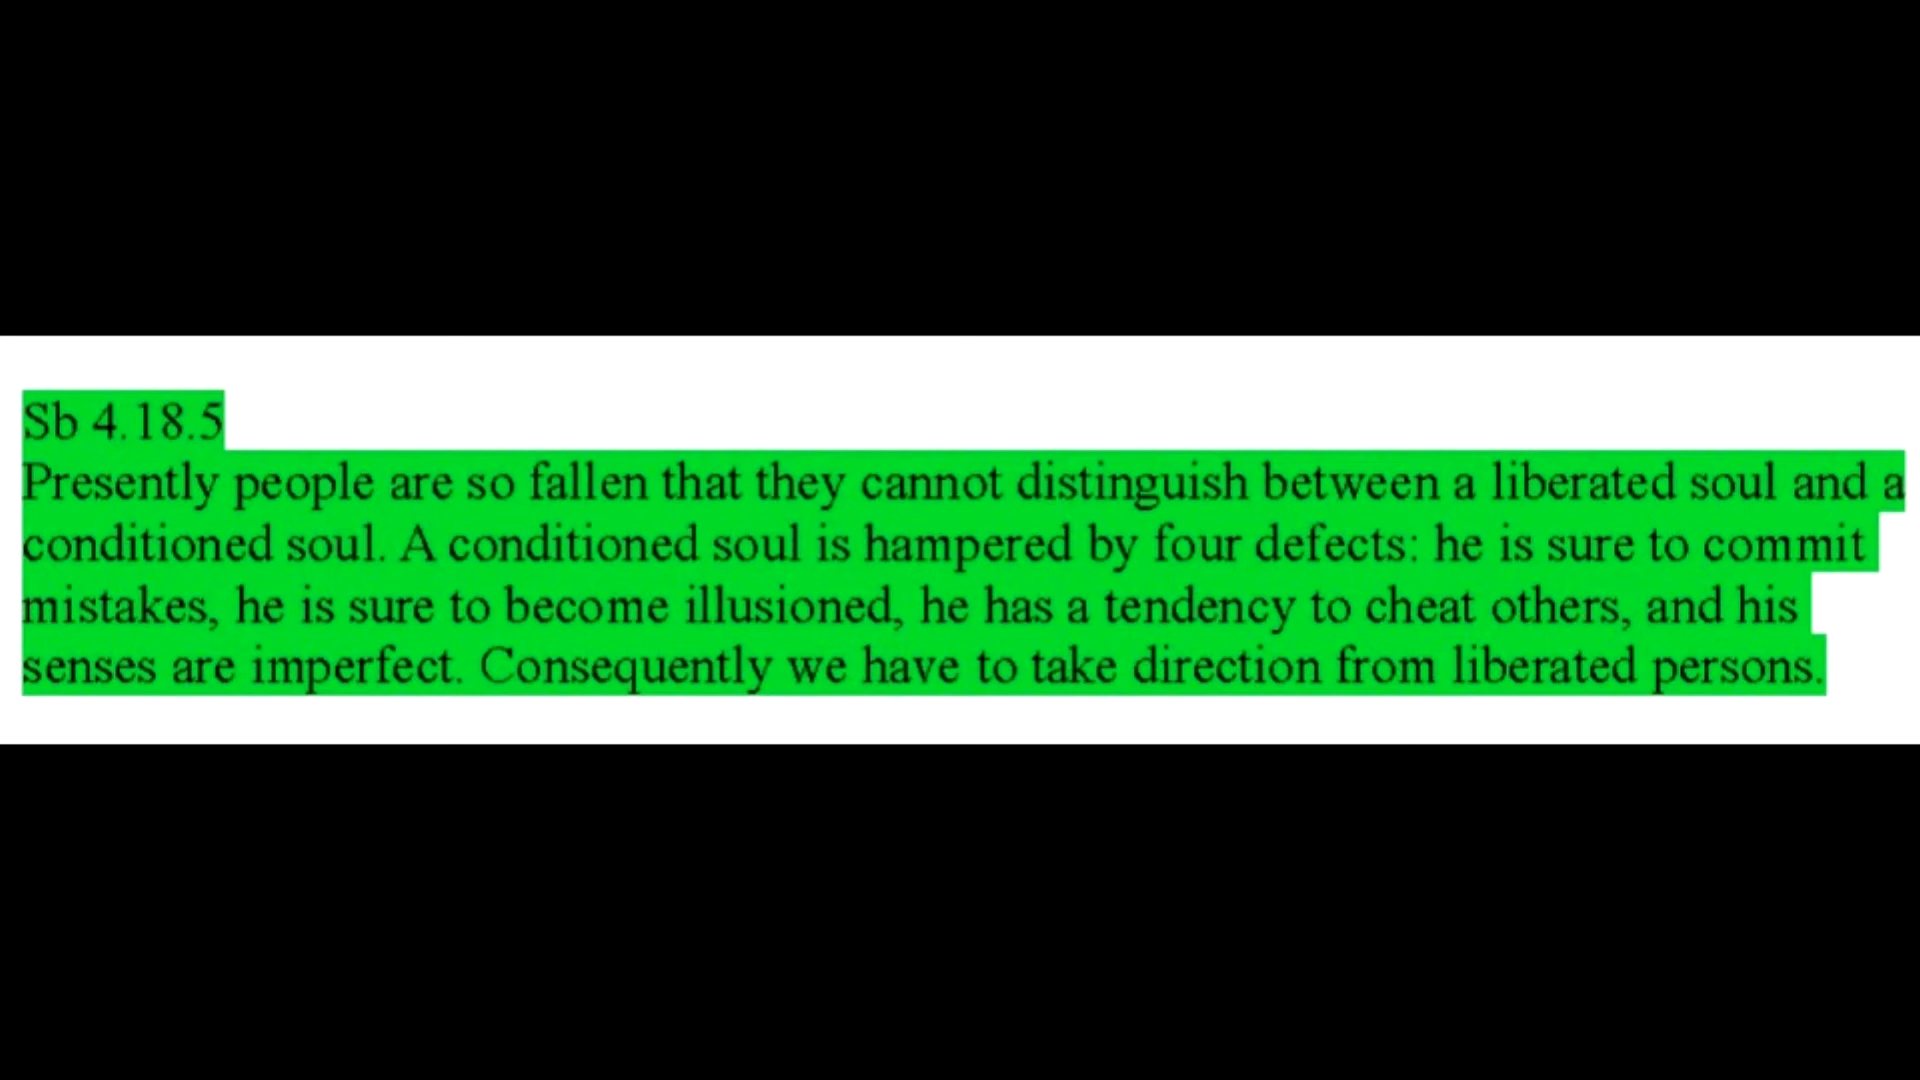 Sb 4.18.5
Presently people are so fallen that they cannot distinguish between a liberated soul and a
conditioned soul. A conditioned soul is hampered by four defects: he is sure to commit
mistakes, he is sure to become illusioned, he has a tendency to cheat others, and his
senses are imperfect. Consequently we have to take direction from liberated persons.